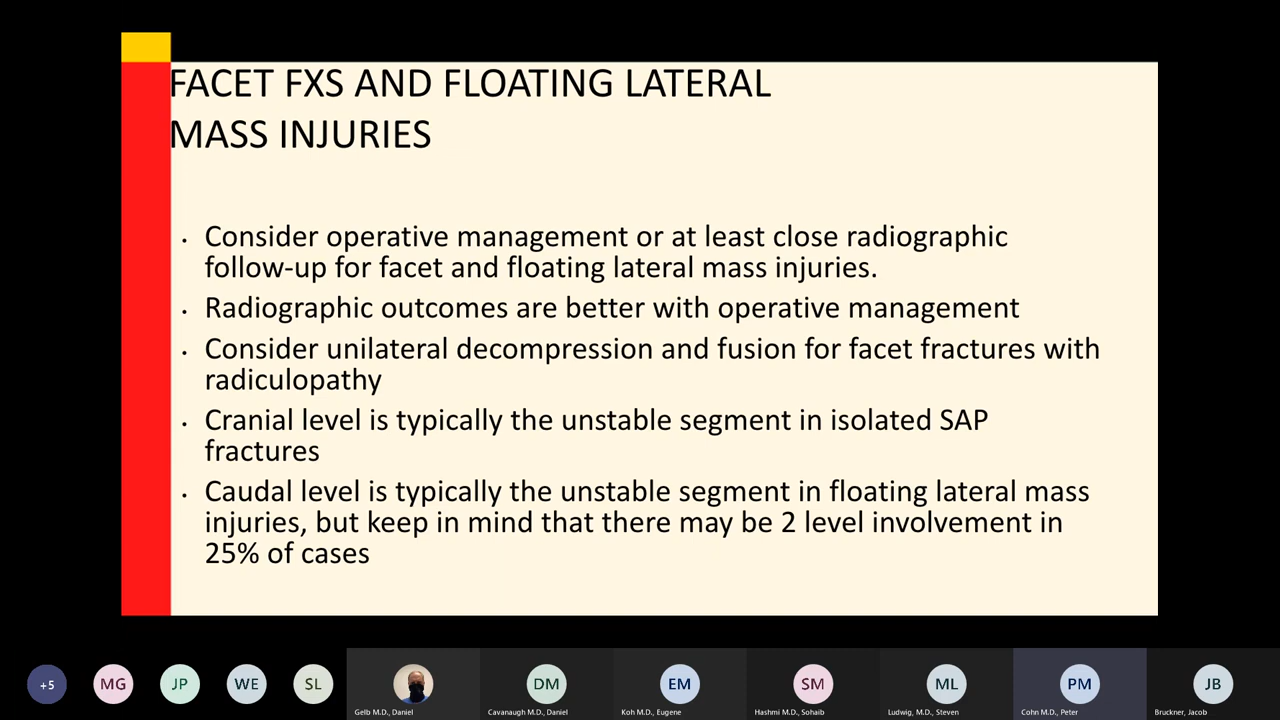 FACET FXS AND FLOATING LATERAL
MASS INJURIES
• Consider operative management or at least close radiographic
follow-up for facet and floating lateral mass injuries.
• Radiographic outcomes are better with operative management
• Consider unilateral decompression and fusion for facet fractures with
radiculopathy
• Cranial level is typically the unstable segment in isolated SAP
fractures
• Caudal level is typically the unstable segment in floating lateral mass
injuries, but keep in mind that there may be 2 level involvement in
25% of cases
+5 MG JP WE SL DM EM SM ML PM JB
Gelb M.D., Daniel Cavanaugh M.D., Daniel Koh M.D., Eugene Hashmi M.D., Sohaib Ludwig, M.D., Steven Cohn M.D., Peter Bruckner, Jacob